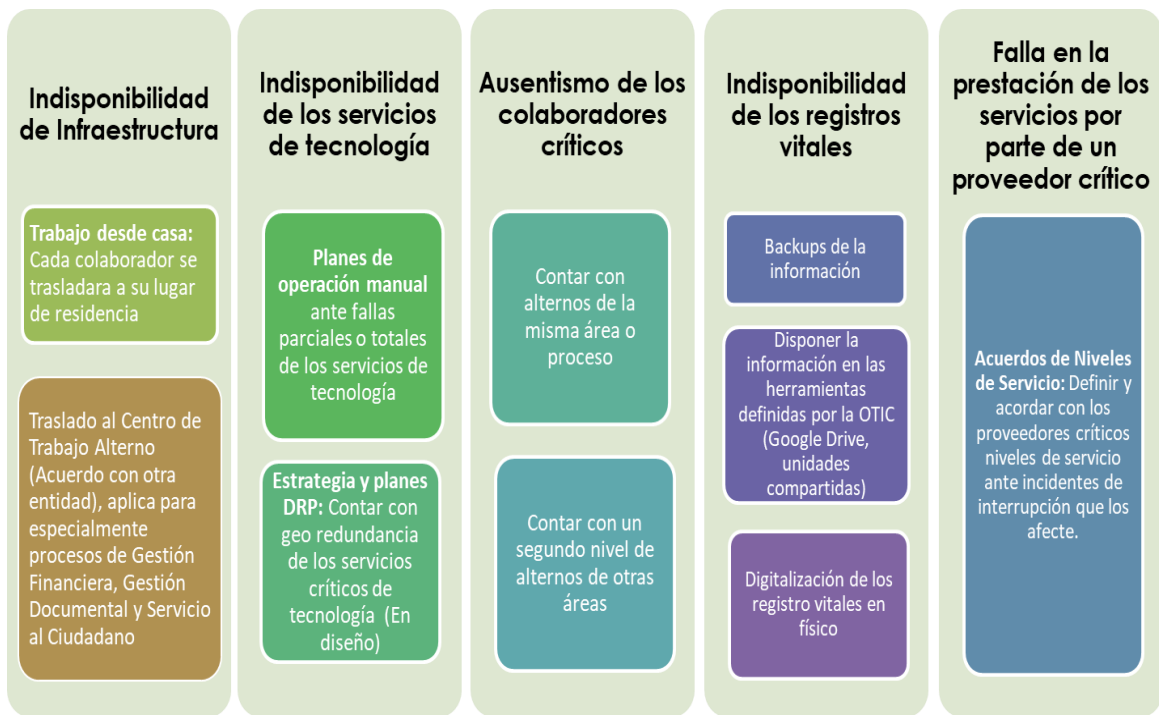 Indisponibilidad
de Infraestructura
Trabajo desde casa:
Cada colaborador se
trasladara a su lugar
de residencia
Traslado al Centro de
Trabajo Alterno
(Acuerdo con otra
entidad), aplica para
especialmente
procesos de Gestión
Financiera, Gestión
Documental y Servicio
al Ciudadano
Indisponibilidad
de los servicios
de tecnología
Planes de
operación manual
ante fallas
parciales o totales
de los servicios de
tecnología
Estrategia y planes
DRP: Contar con
geo redundancia
de los servicios
críticos de
tecnología (En
diseño)
Ausentismo de los
colaboradores
críticos
Contar con
alternos de la
misma área o
proceso
Contar con un
segundo nivel de
alternos de otras
áreas
Indisponibilidad
de los registros
vitales
Backups de la
información
Disponer la
información en las
herramientas
definidas por la OTIC
(Google Drive,
unidades
compartidas)
Digitalización de los
registro vitales en
físico
Falla en la
prestación de los
servicios por
parte de un
proveedor crítico
Acuerdos de Niveles
de Servicio: Definir y
acordar con los
proveedores críticos
niveles de servicio
ante incidentes de
interrupción que los
afecte.